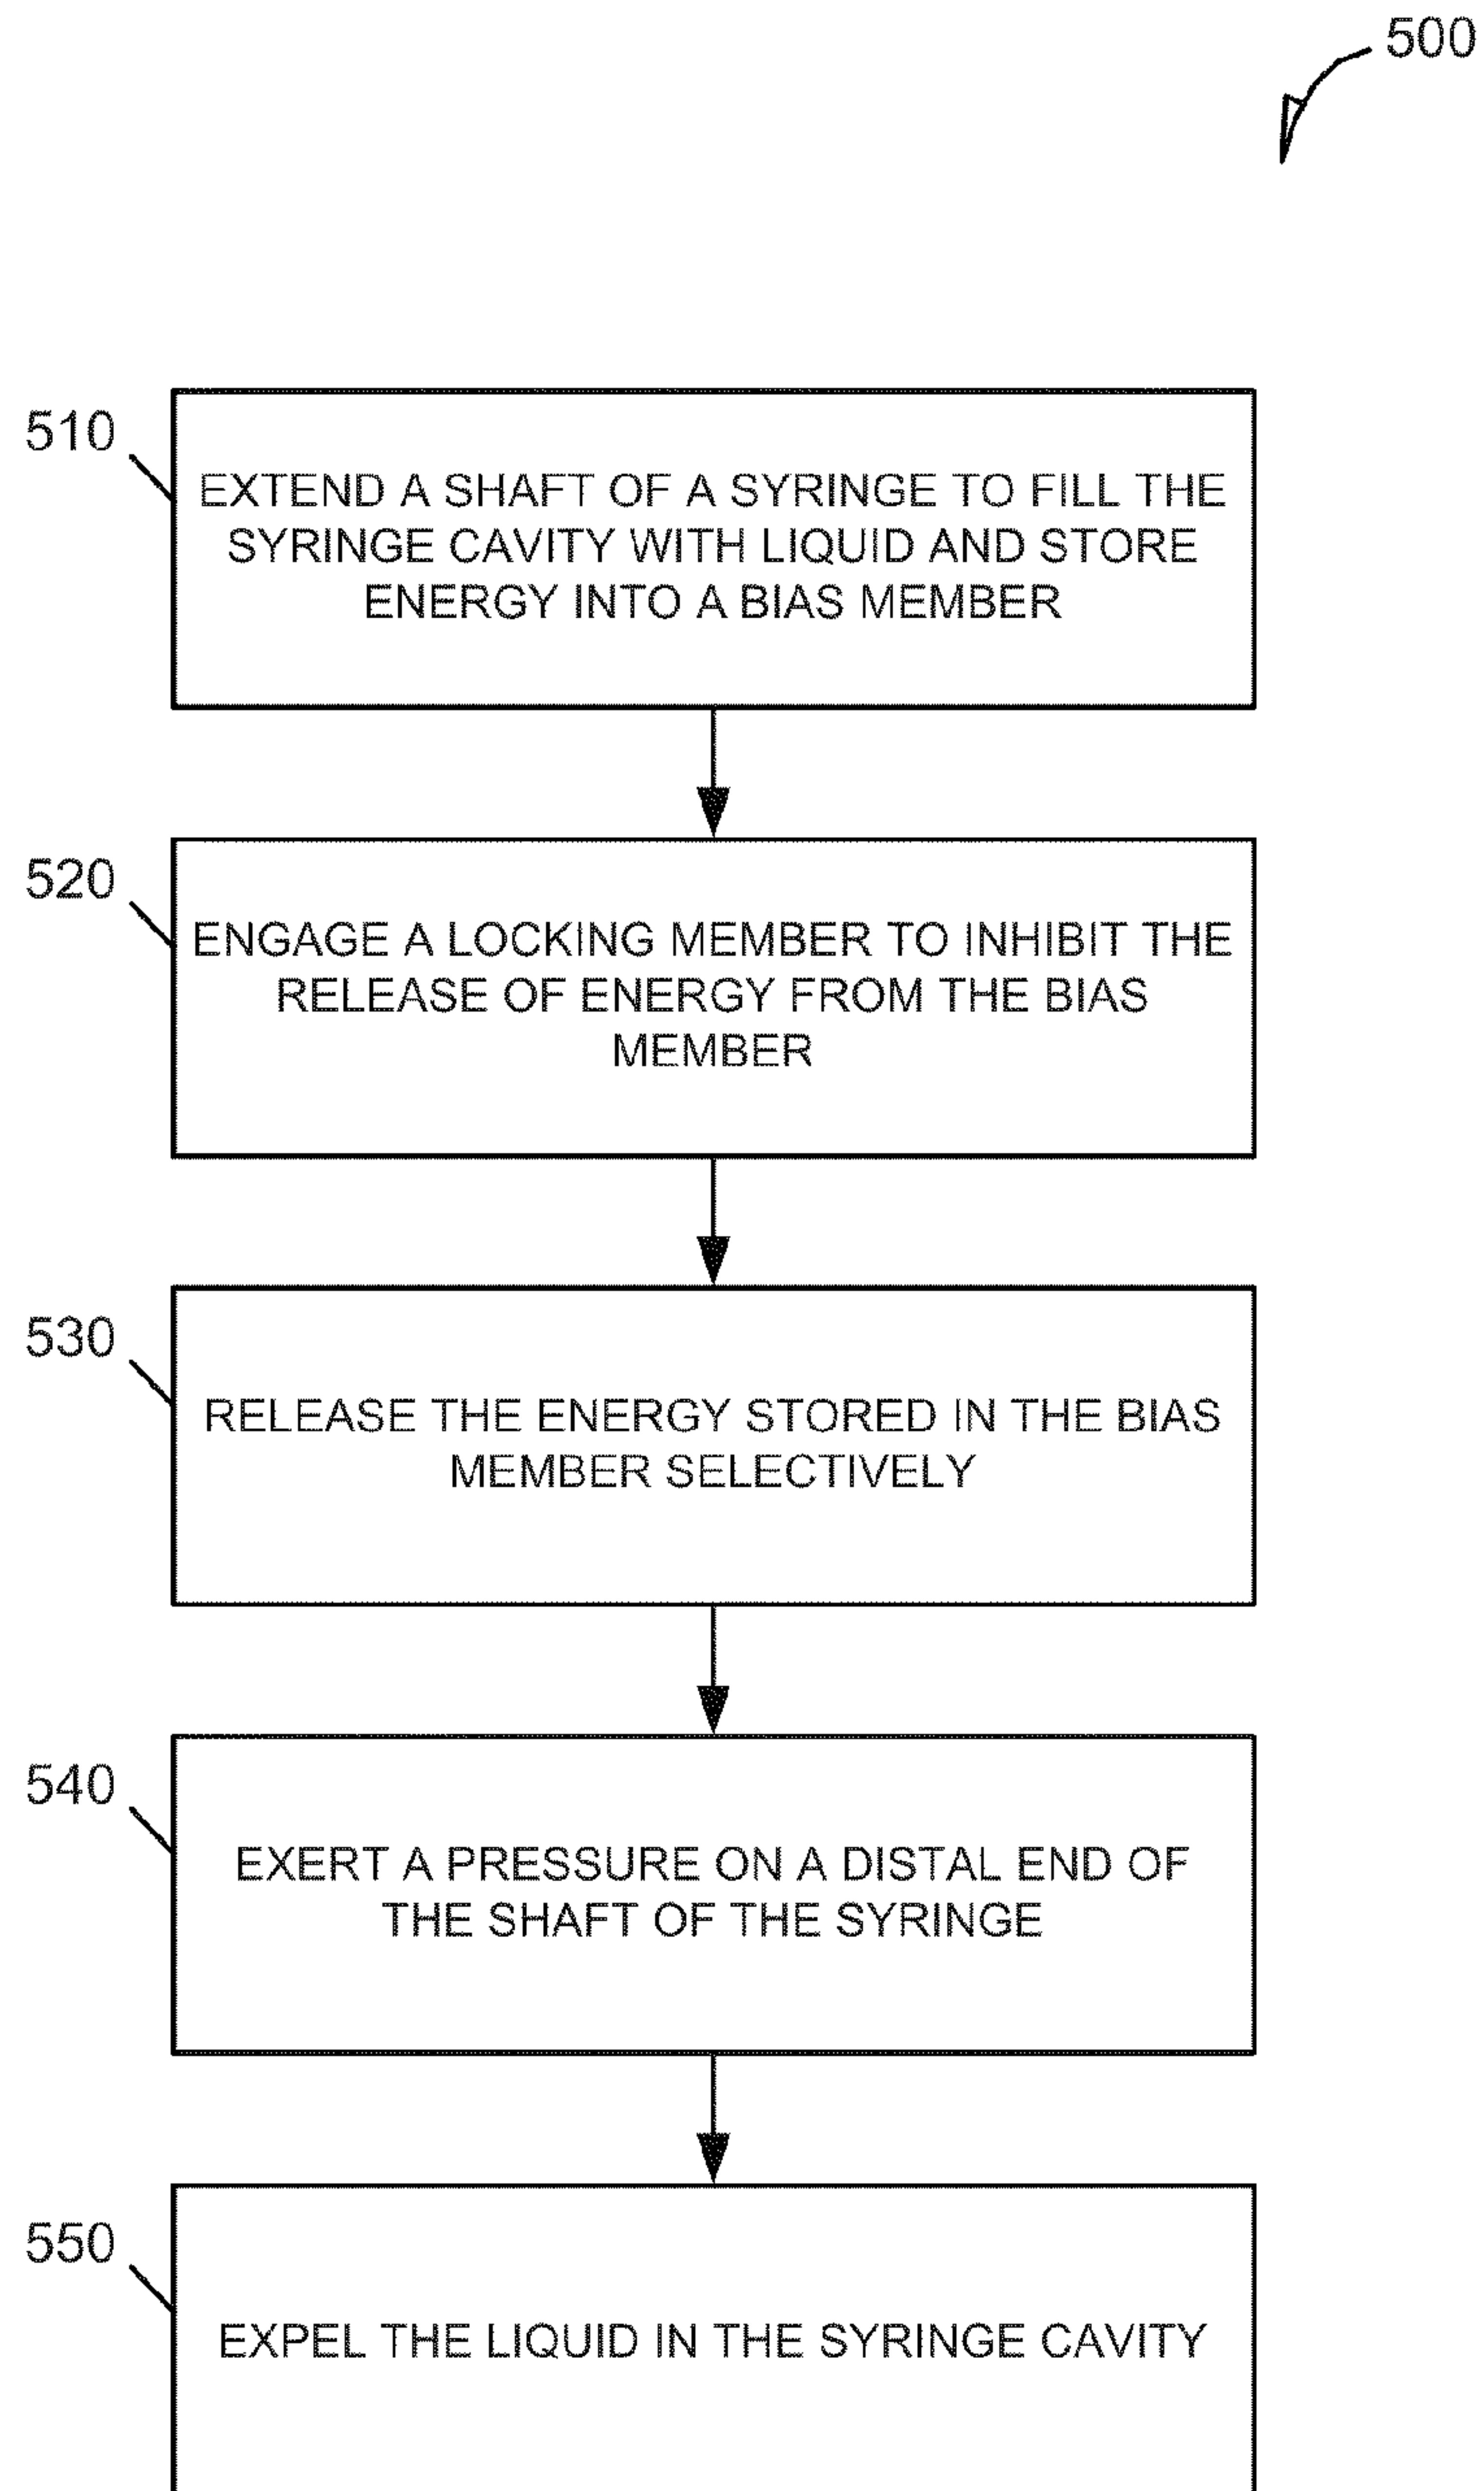 500
510
EXTEND A SHAFT OF A SYRINGE TO FILL THE
SYRINGE CAVITY WITH LIQUID AND STORE
ENERGY INTO A BIAS MEMBER
520
ENGAGE A LOCKING MEMBER TO INHIBIT THE
RELEASE OF ENERGY FROM THE BIAS
MEMBER
530
RELEASE THE ENERGY STORED IN THE BIAS
MEMBER SELECTIVELY
540
EXERT A PRESSURE ON A DISTAL END OF
THE SHAFT OF THE SYRINGE
550
EXPEL THE LIQUID IN THE SYRINGE CAVITY